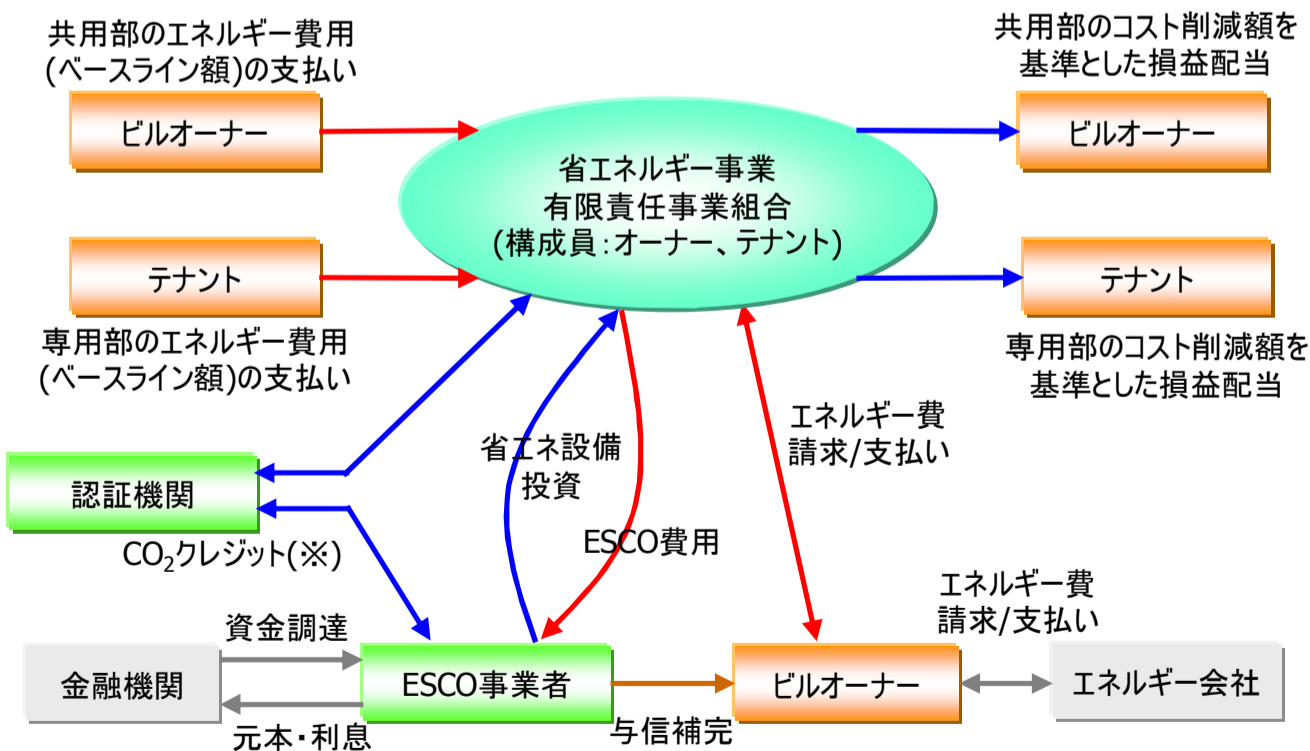 共用部のエネルギー費用
(ベースライン額)の支払い
ビルオーナー
共用部のコスト削減額を
基準とした損益配当
ビルオーナー
省エネルギー事業
有限責任事業組合
(構成員:オーナー、テナント)
テナント
専用部のエネルギー費用
(ベースライン額)の支払い
テナント
専用部のコスト削減額を
基準とした損益配当
エネルギー費
請求/支払い
省エネ設備
投資
認証機関
ESCO費用
CO₂クレジット(※)
エネルギー費
請求/支払い
資金調達
金融機関
ESCO事業者
ビルオーナー
エネルギー会社
元本・利息
与信補完